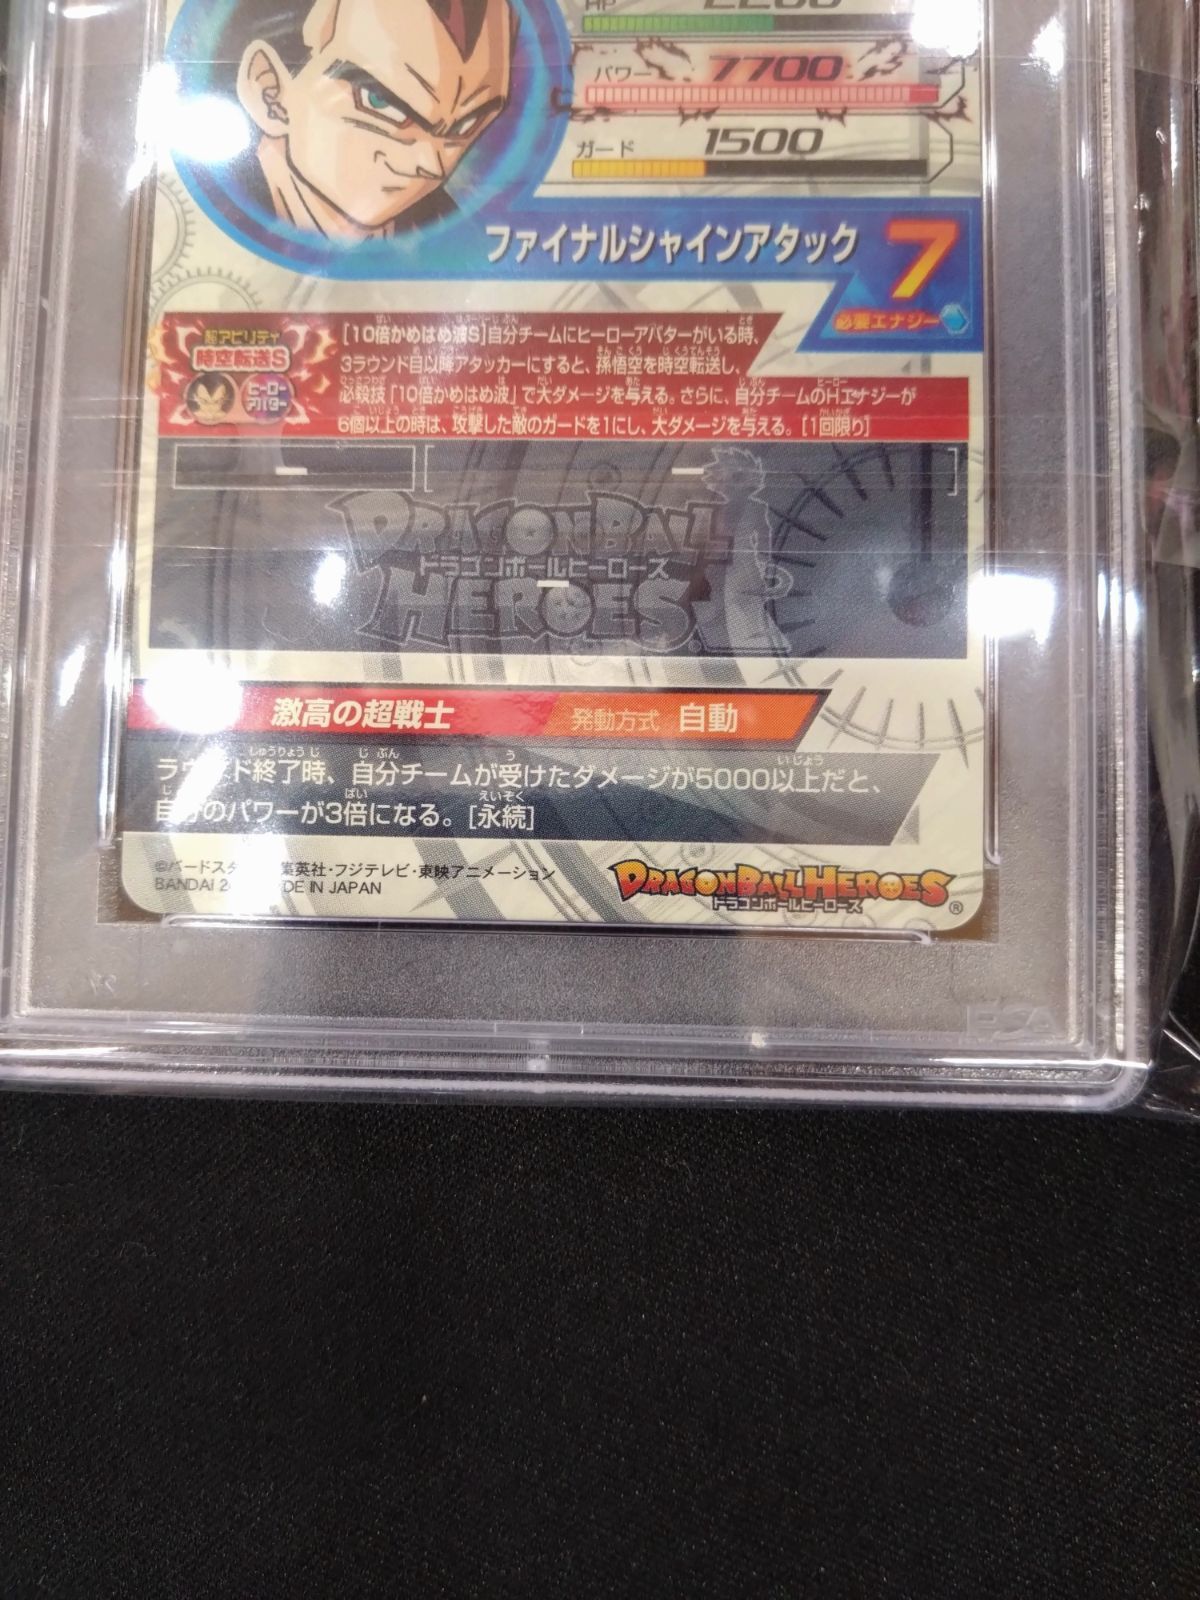 HP 2200
パワー 7700
ガード 1500
ファイナルシャインアタック 7
必要エナジー
超アビリティ
時空転送S
ヒーロー
アバター
[10倍かめはめ波S]自分チームにヒーローアバターがいる時、
3ラウンド目以降アタッカーにすると、孫悟空を時空転送し、
必殺技「10倍かめはめ波」で大ダメージを与える。さらに、自分チームのHエナジーが
6個以上の時は、攻撃した敵のガードを1にし、大ダメージを与える。[1回限り]
DRAGONBALL
ドラゴンボールヒーローズ
HEROES
激高の超戦士 発動方式 自動
ラウンド終了時、自分チームが受けたダメージが5000以上だと、
自分のパワーが3倍になる。[永続]
©バードスタ 集英社・フジテレビ・東映アニメーション
BANDAI DE IN JAPAN
DRAGONBALL HEROES
ドラゴンボールヒーローズ
®